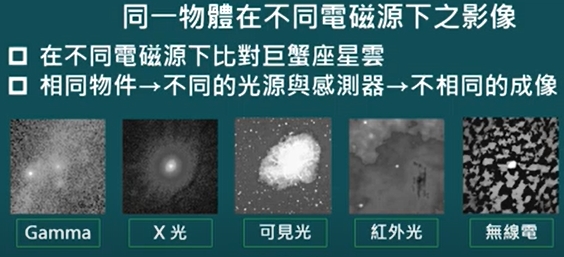 同一物體在不同電磁源下之影像
在不同電磁源下比對巨蟹座星雲
相同物件→不同的光源與感測器→不相同的成像
Gamma
X 光
可見光
紅外光
無線電